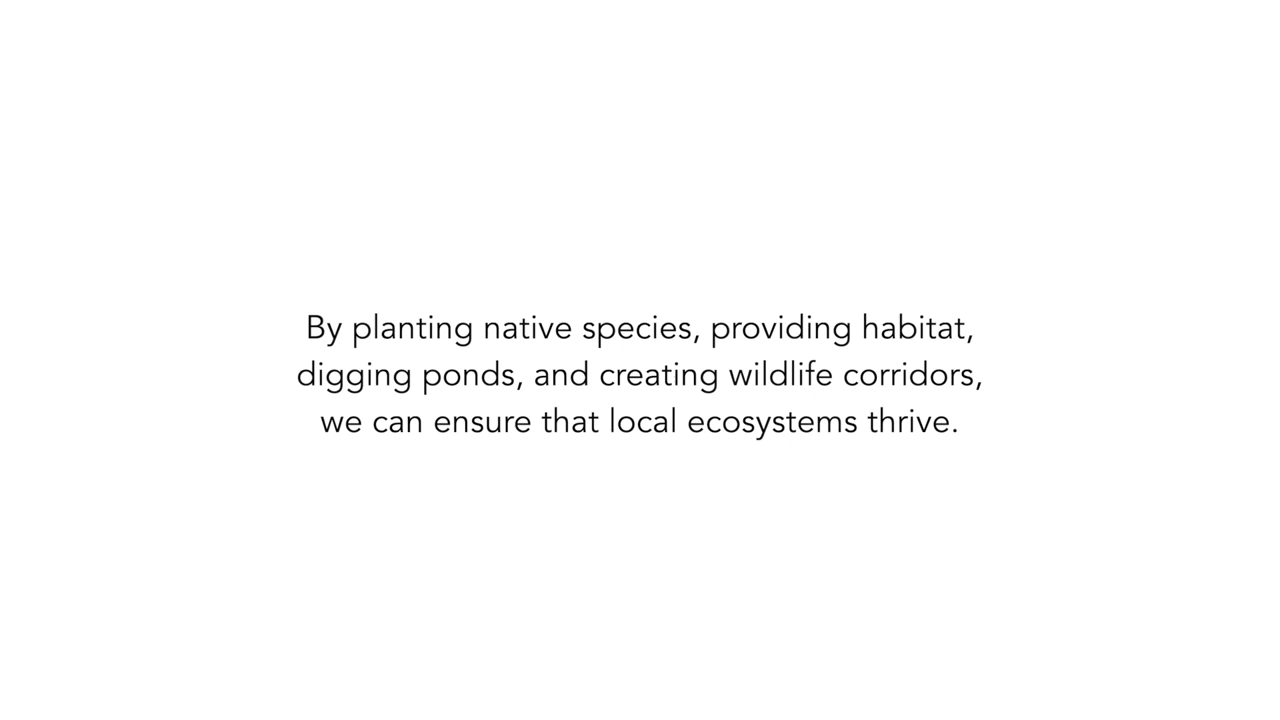 By planting native species, providing habitat,
digging ponds, and creating wildlife corridors,
we can ensure that local ecosystems thrive.